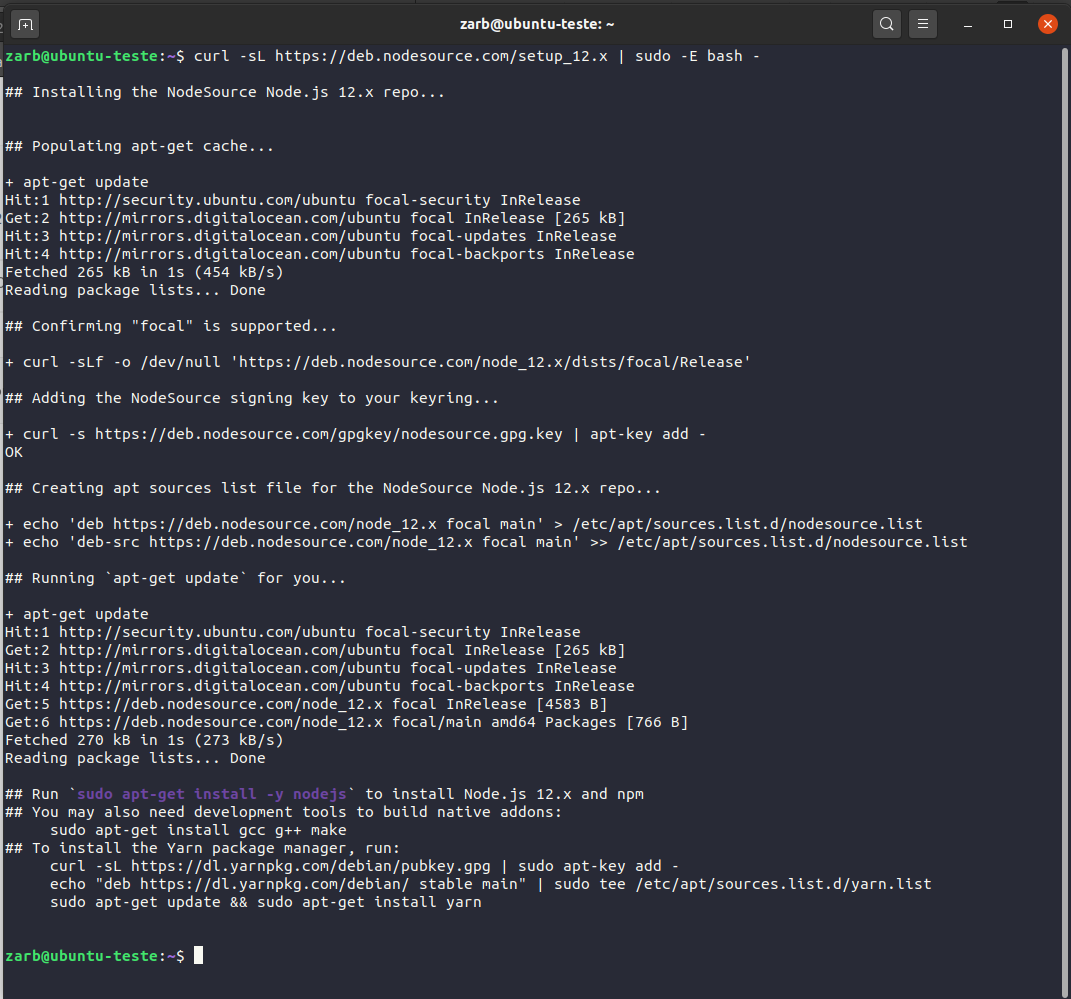 zarb@ubuntu-teste: ~
zarb@ubuntu-teste:~$ curl -sL https://deb.nodesource.com/setup_12.x | sudo -E bash -
## Installing the NodeSource Node.js 12.x repo...
## Populating apt-get cache...
+ apt-get update
Hit:1 http://security.ubuntu.com/ubuntu focal-security InRelease
Get:2 http://mirrors.digitalocean.com/ubuntu focal InRelease [265 kB]
Hit:3 http://mirrors.digitalocean.com/ubuntu focal-updates InRelease
Hit:4 http://mirrors.digitalocean.com/ubuntu focal-backports InRelease
Fetched 265 kB in 1s (454 kB/s)
Reading package lists... Done
## Confirming "focal" is supported...
+ curl -sLf -o /dev/null 'https://deb.nodesource.com/node_12.x/dists/focal/Release'
## Adding the NodeSource signing key to your keyring...
+ curl -s https://deb.nodesource.com/gpgkey/nodesource.gpg.key | apt-key add -
OK
## Creating apt sources list file for the NodeSource Node.js 12.x repo...
+ echo 'deb https://deb.nodesource.com/node_12.x focal main' > /etc/apt/sources.list.d/nodesource.list
+ echo 'deb-src https://deb.nodesource.com/node_12.x focal main' >> /etc/apt/sources.list.d/nodesource.list
## Running `apt-get update` for you...
+ apt-get update
Hit:1 http://security.ubuntu.com/ubuntu focal-security InRelease
Get:2 http://mirrors.digitalocean.com/ubuntu focal InRelease [265 kB]
Hit:3 http://mirrors.digitalocean.com/ubuntu focal-updates InRelease
Hit:4 http://mirrors.digitalocean.com/ubuntu focal-backports InRelease
Get:5 https://deb.nodesource.com/node_12.x focal InRelease [4583 B]
Get:6 https://deb.nodesource.com/node_12.x focal/main amd64 Packages [766 B]
Fetched 270 kB in 1s (273 kB/s)
Reading package lists... Done
## Run `sudo apt-get install -y nodejs` to install Node.js 12.x and npm
## You may also need development tools to build native addons:
     sudo apt-get install gcc g++ make
## To install the Yarn package manager, run:
     curl -sL https://dl.yarnpkg.com/debian/pubkey.gpg | sudo apt-key add -
     echo "deb https://dl.yarnpkg.com/debian/ stable main" | sudo tee /etc/apt/sources.list.d/yarn.list
     sudo apt-get update && sudo apt-get install yarn
zarb@ubuntu-teste:~$